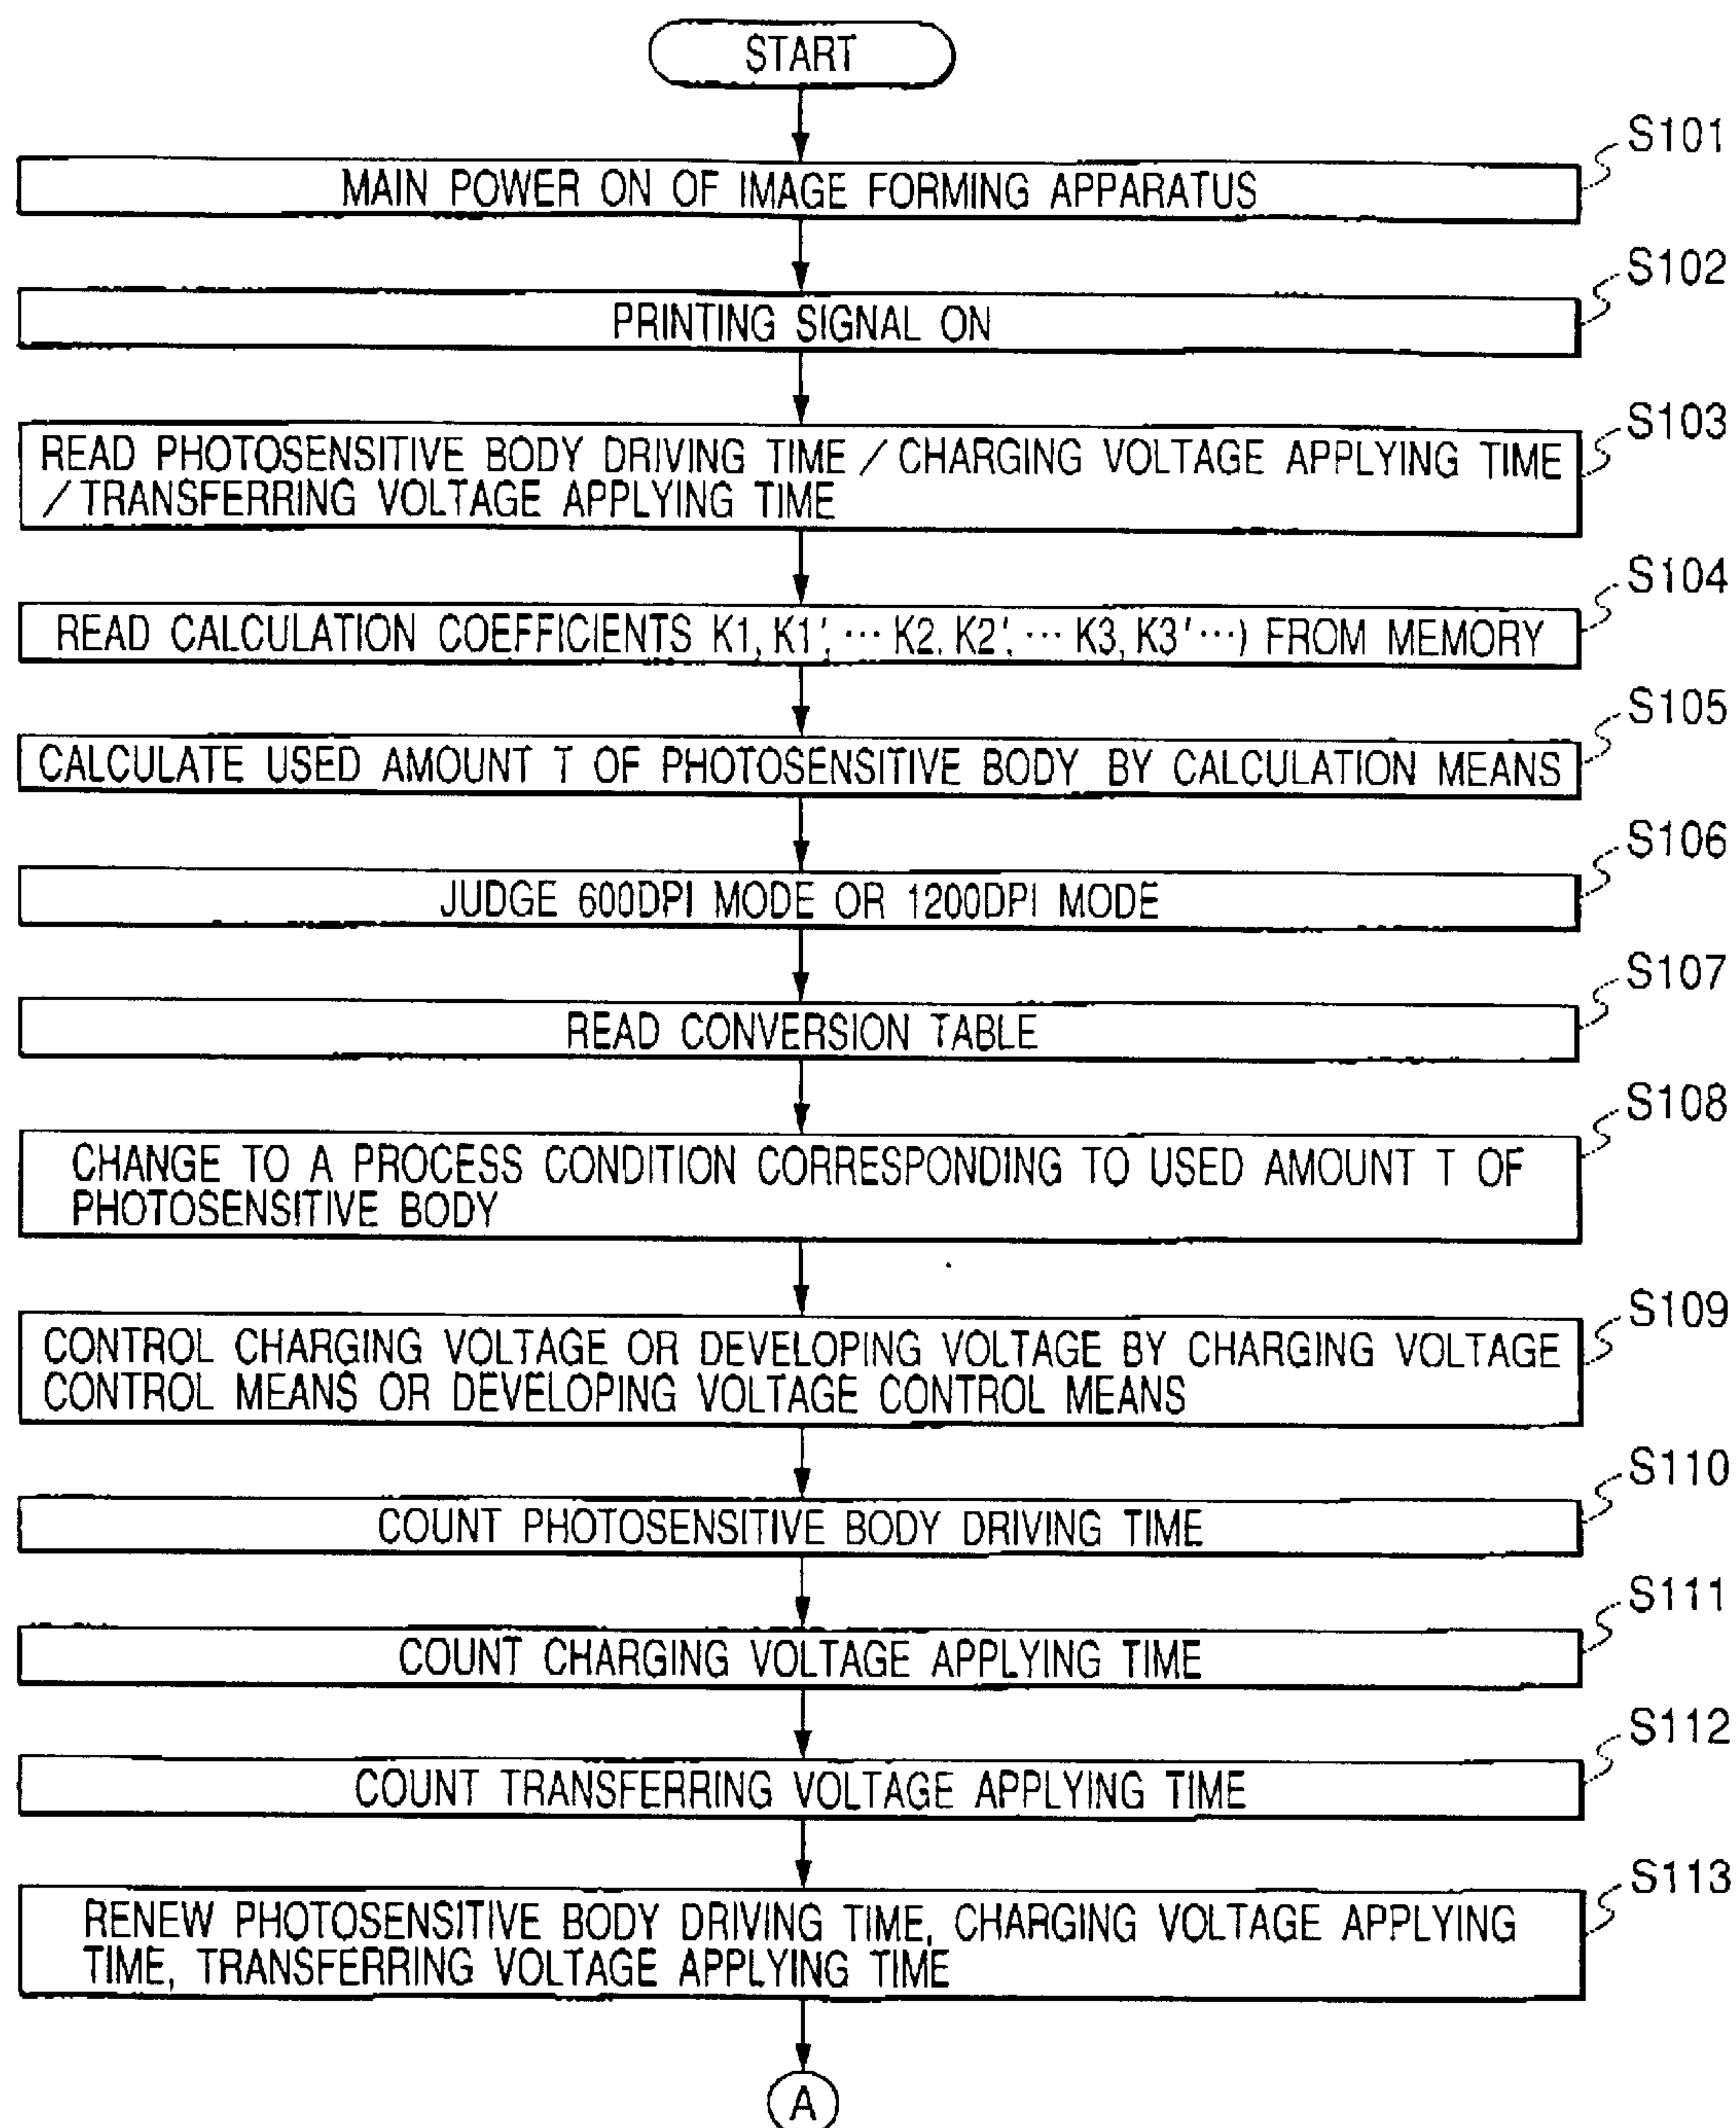 START
S101
MAIN POWER ON OF IMAGE FORMING APPARATUS
S102
PRINTING SIGNAL ON
S103
READ PHOTOSENSITIVE BODY DRIVING TIME / CHARGING VOLTAGE APPLYING TIME
/TRANSFERRING VOLTAGE APPLYING TIME
S104
READ CALCULATION COEFFICIENTS K1, K1', ··· K2, K2', ··· K3, K3'···) FROM MEMORY
S105
CALCULATE USED AMOUNT T OF PHOTOSENSITIVE BODY BY CALCULATION MEANS
S106
JUDGE 600DPI MODE OR 1200DPI MODE
S107
READ CONVERSION TABLE
S108
CHANGE TO A PROCESS CONDITION CORRESPONDING TO USED AMOUNT T OF
PHOTOSENSITIVE BODY
S109
CONTROL CHARGING VOLTAGE OR DEVELOPING VOLTAGE BY CHARGING VOLTAGE
CONTROL MEANS OR DEVELOPING VOLTAGE CONTROL MEANS
S110
COUNT PHOTOSENSITIVE BODY DRIVING TIME
S111
COUNT CHARGING VOLTAGE APPLYING TIME
S112
COUNT TRANSFERRING VOLTAGE APPLYING TIME
S113
RENEW PHOTOSENSITIVE BODY DRIVING TIME, CHARGING VOLTAGE APPLYING
TIME, TRANSFERRING VOLTAGE APPLYING TIME
A